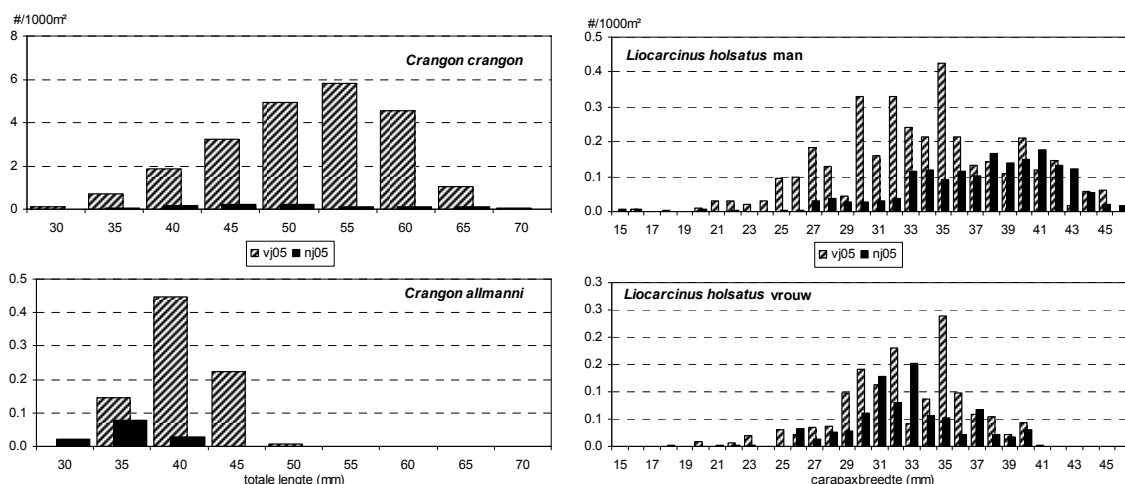 #/1000m²
8
6
4
2
0
Crangon crangon
30 35 40 45 50 55 60 65 70
vj05 nj05
0.5
0.4
0.3
0.2
0.1
0.0
Crangon allmanni
30 35 40 45 50 55 60 65 70
totale lengte (mm)
#/1000m²
0.5
0.4
0.3
0.2
0.1
0.0
Liocarcinus holsatus man
15 17 19 21 23 25 27 29 31 33 35 37 39 41 43 45
vj05 nj05
0.3
0.3
0.2
0.2
0.1
0.1
0.0
Liocarcinus holsatus vrouw
15 17 19 21 23 25 27 29 31 33 35 37 39 41 43 45
carapaxbreedte (mm)